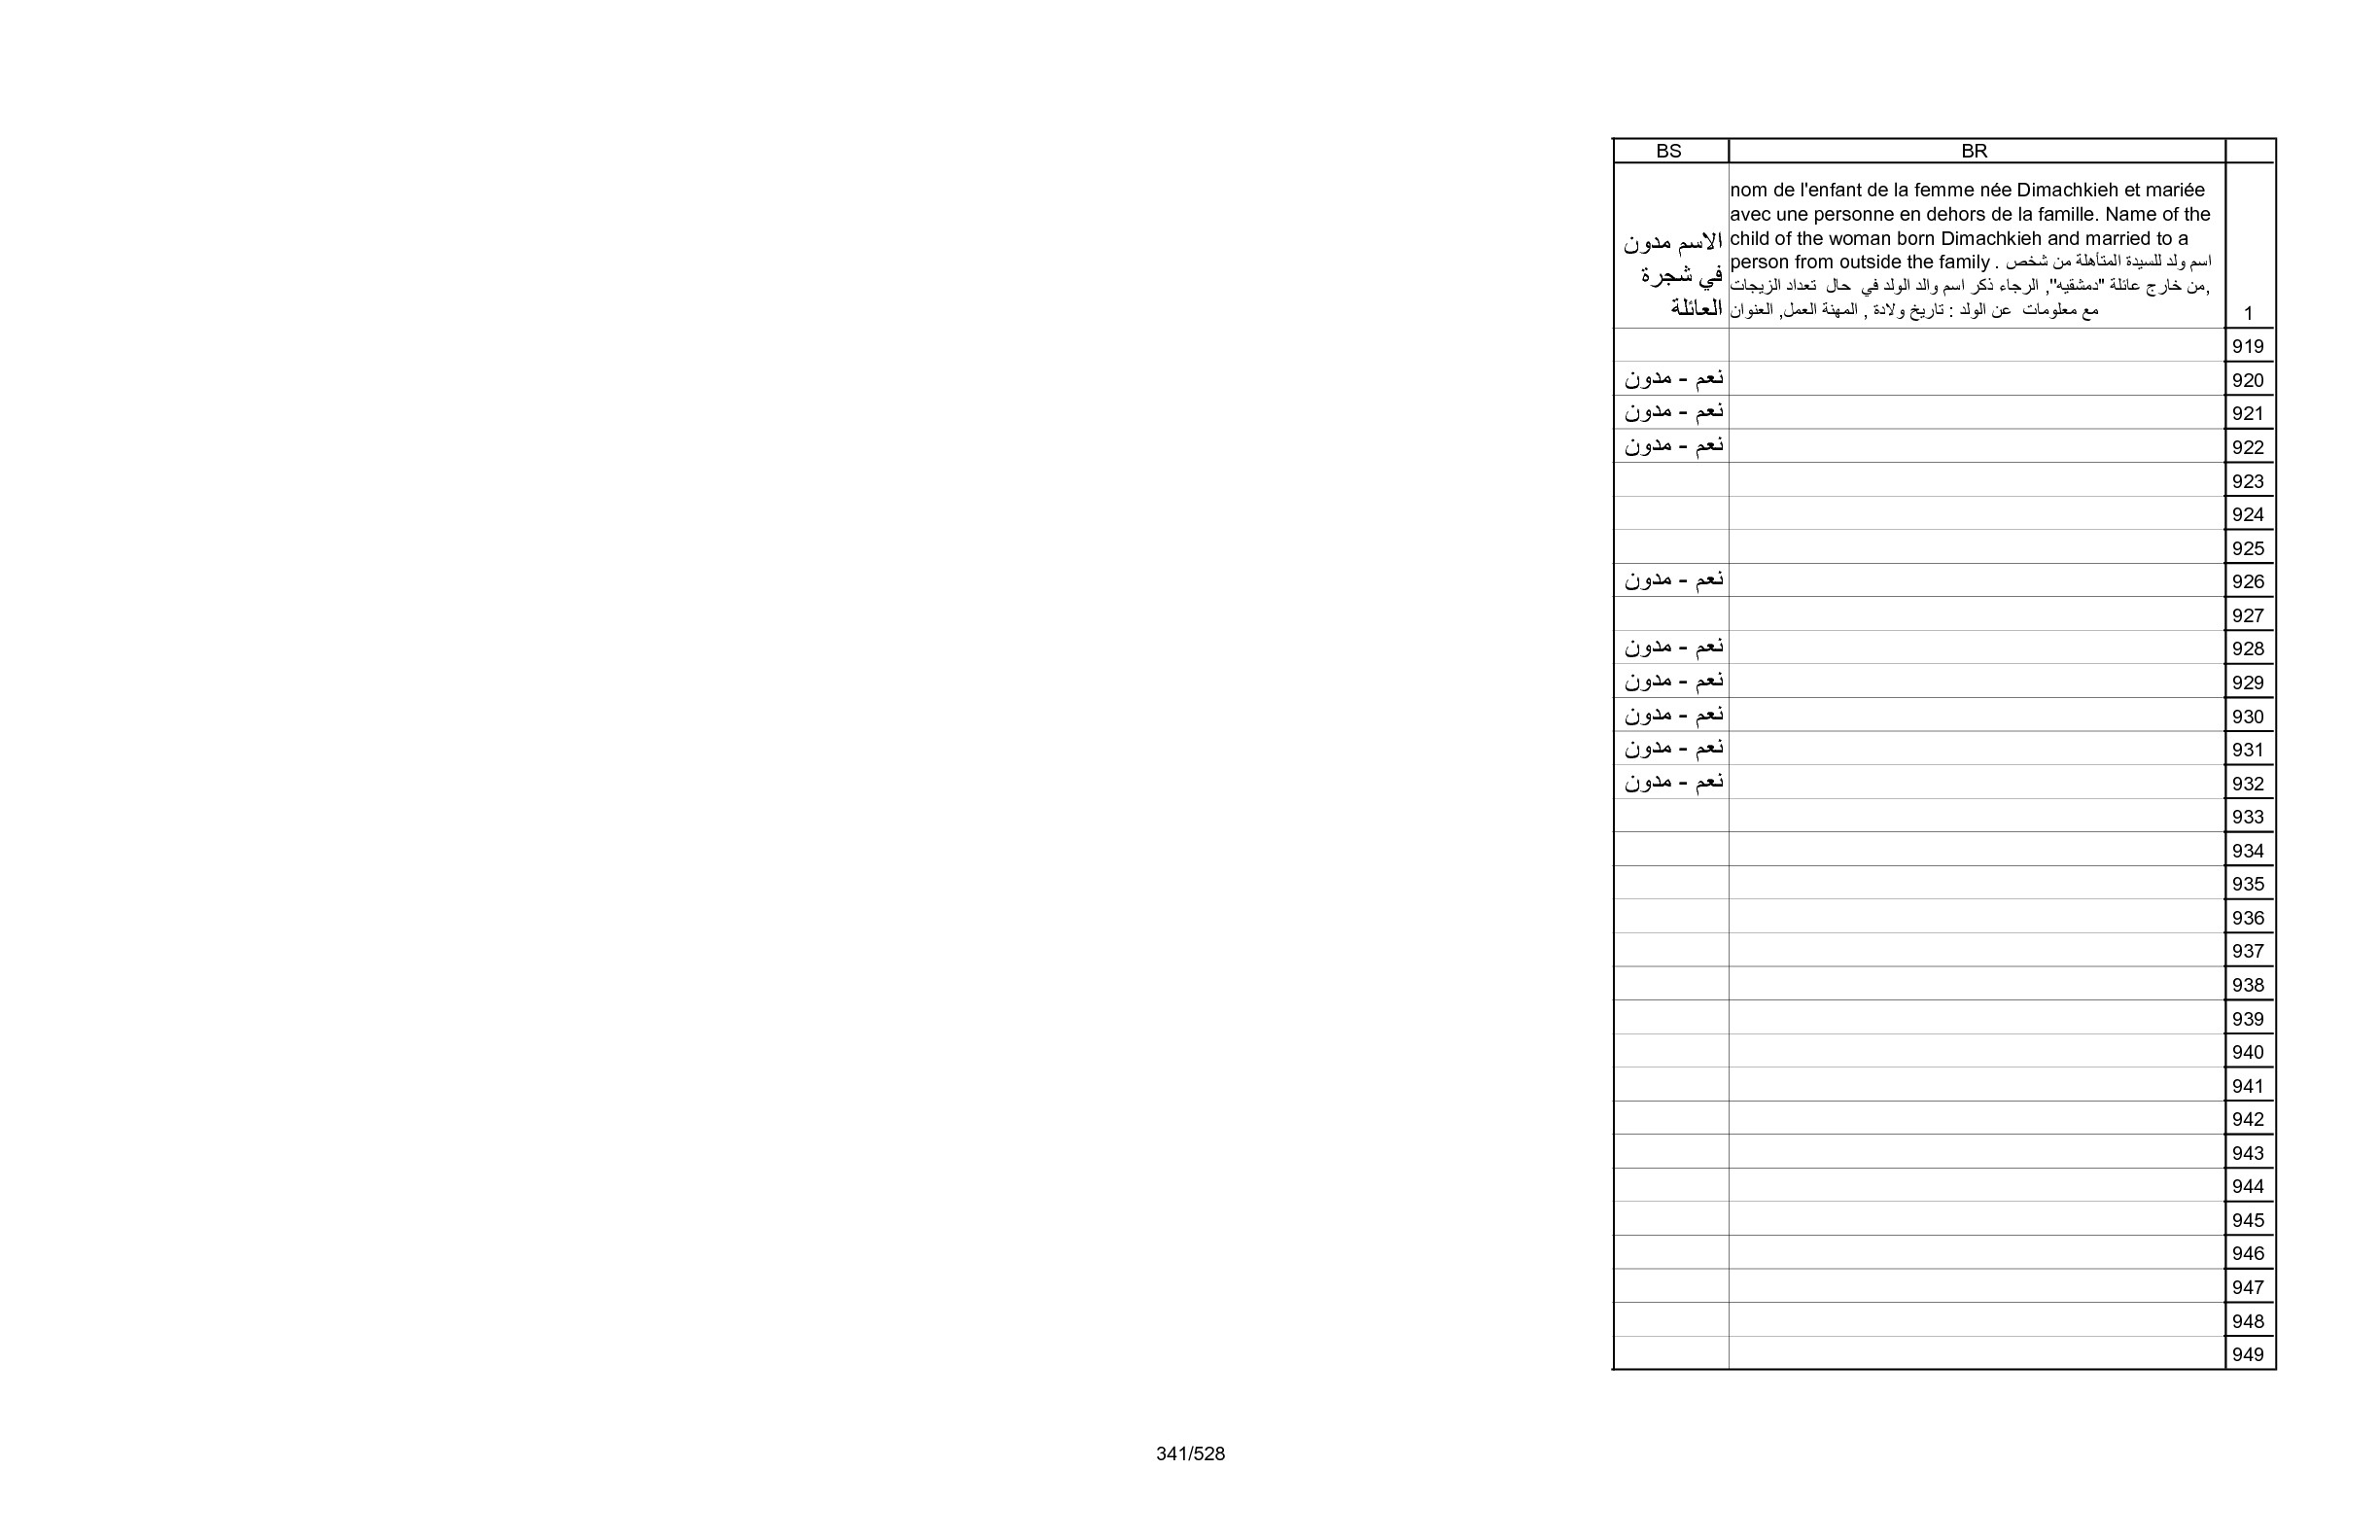 BS BR
nom de l'enfant de la femme née Dimachkieh et mariée
avec une personne en dehors de la famille. Name of the
child of the woman born Dimachkieh and married to a
person from outside the family . اسم ولد للسيدة المتأهلة من شخص
من خارج عائلة "دمشقيه", الرجاء ذكر اسم والد الولد في حال تعداد الزيجات,
مع معلومات عن الولد : تاريخ ولادة , المهنة العمل, العنوان
الاسم مدون
في شجرة
العائلة
1
919
920 نعم - مدون
921 نعم - مدون
922 نعم - مدون
923
924
925
926 نعم - مدون
927
928 نعم - مدون
929 نعم - مدون
930 نعم - مدون
931 نعم - مدون
932 نعم - مدون
933
934
935
936
937
938
939
940
941
942
943
944
945
946
947
948
949
341/528